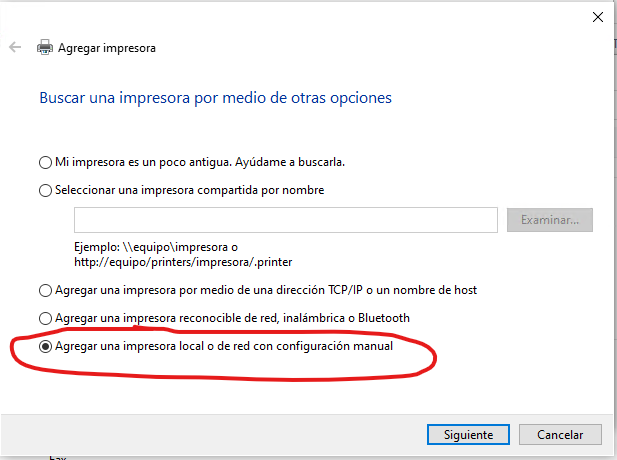 Agregar impresora
Buscar una impresora por medio de otras opciones
Mi impresora es un poco antigua. Ayúdame a buscarla.
Seleccionar una impresora compartida por nombre
Examinar...
Ejemplo: \\equipo\impresora o
http://equipo/printers/impresora/.printer
Agregar una impresora por medio de una dirección TCP/IP o un nombre de host
Agregar una impresora reconocible de red, inalámbrica o Bluetooth
Agregar una impresora local o de red con configuración manual
Siguiente
Cancelar